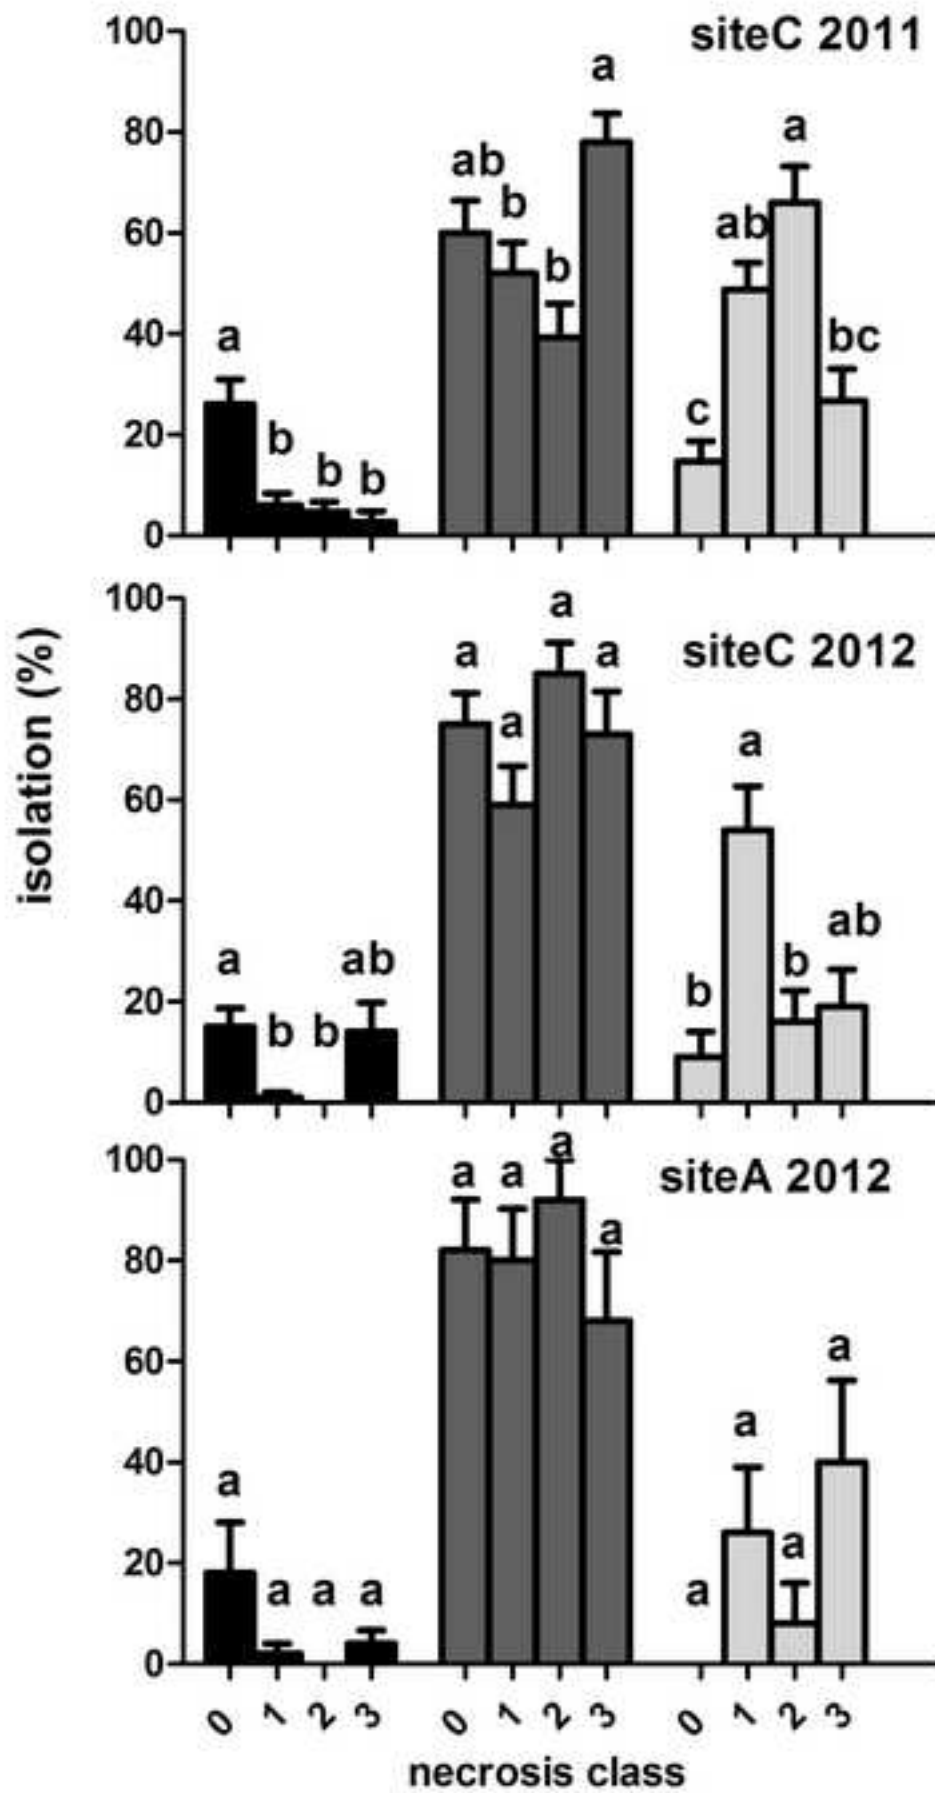 siteC 2011
100
80
60
40
20
0
a b b b
ab b b a
c ab a bc
siteC 2012
100
80
60
40
20
0
a b b ab
a a a a
b a b ab
siteA 2012
100
80
60
40
20
0
a a a a
a a a a
a a a a
0 1 2 3 0 1 2 3 0 1 2 3
necrosis class
isolation (%)